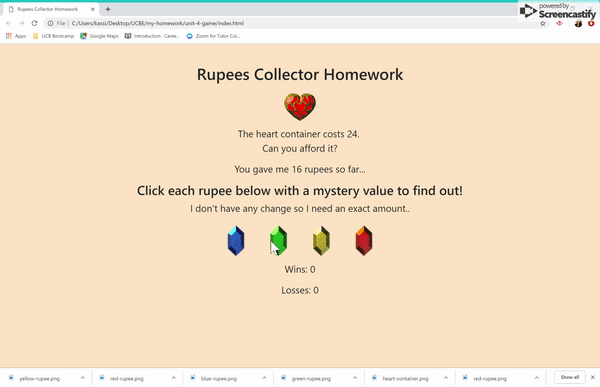 Rupees Collector Homework
powered by
Screencastify
File | C:/Users/kassi/Desktop/UCBE/my-homework/unit-4-game/index.html
Apps
UCB Bootcamp
Google Maps
Introduction · Caree...
Zoom for Tutor Col...
Rupees Collector Homework
The heart container costs 24.
Can you afford it?
You gave me 16 rupees so far...
Click each rupee below with a mystery value to find out!
I don't have any change so I need an exact amount..
Wins: 0
Losses: 0
yellow-rupee.png
red-rupee.png
blue-rupee.png
green-rupee.png
heart-container.png
red-rupee.png
Show all